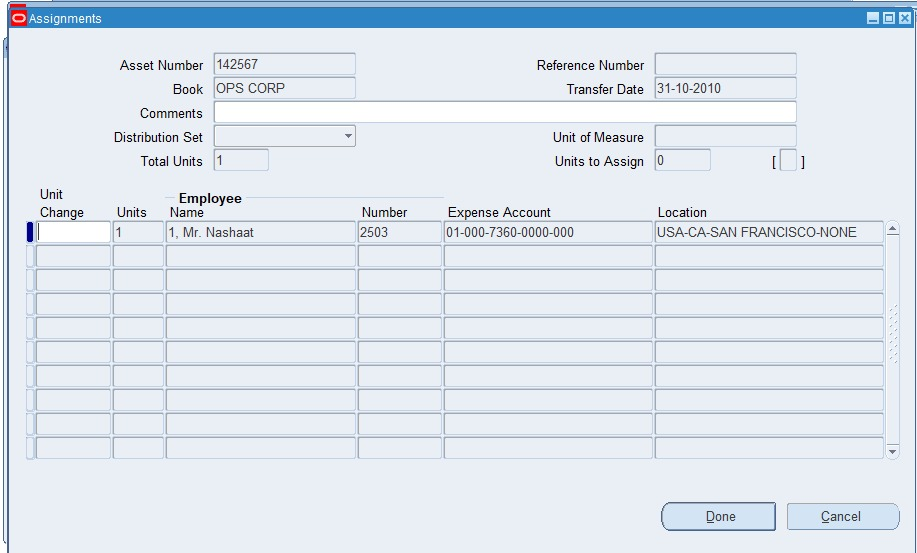 Assignments
Asset Number 142567 Reference Number
Book OPS CORP Transfer Date 31-10-2010
Comments
Distribution Set Unit of Measure
Total Units 1 Units to Assign 0 [ ]
Unit Employee
Change Units Name Number Expense Account Location
1 1, Mr. Nashaat 2503 01-000-7360-0000-000 USA-CA-SAN FRANCISCO-NONE
Done Cancel